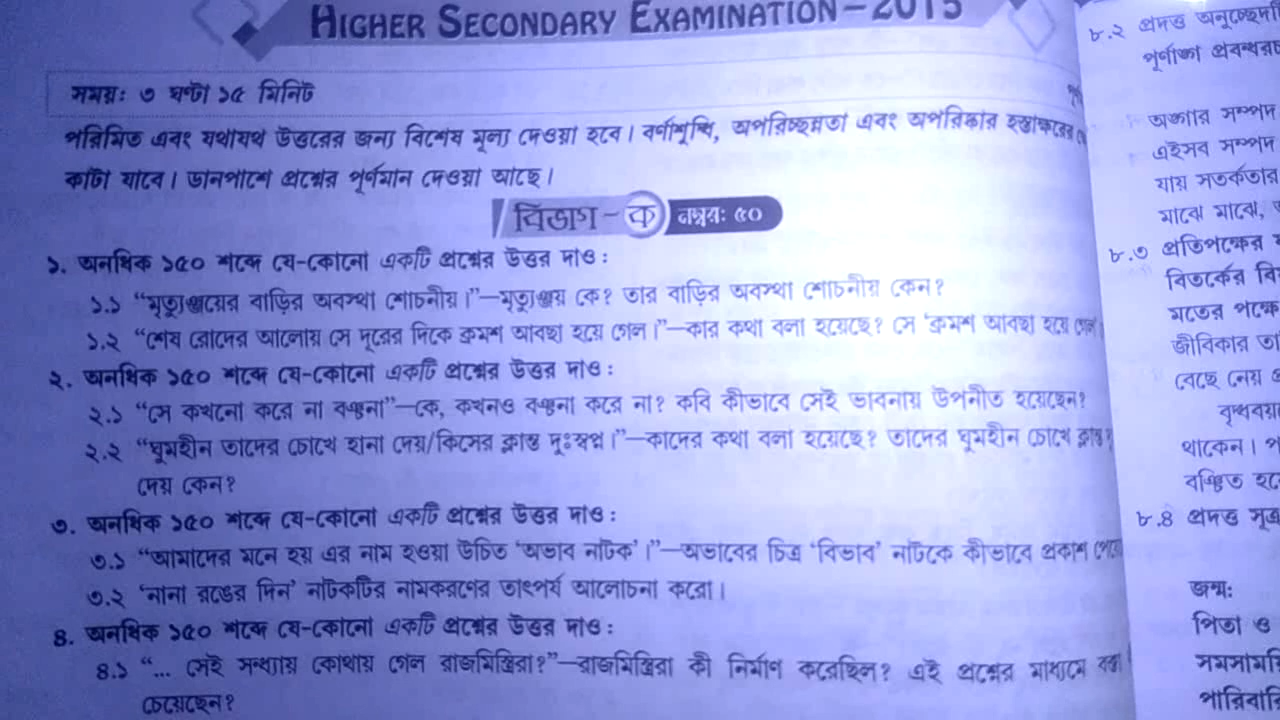 HIGHER SECONDARY EXAMINATION – 2015
সময়: ৩ ঘণ্টা ১৫ মিনিট
পরিমিত এবং যথাযথ উত্তরের জন্য বিশেষ মূল্য দেওয়া হবে। বর্ণাশুদ্ধি, অপরিচ্ছন্নতা এবং অপরিষ্কার হস্তাক্ষরের
কাটা যাবে। ডানপাশে প্রশ্নের পূর্ণমান দেওয়া আছে।
বিভাগ – ক নম্বর: ৫০
১. অনধিক ১৫০ শব্দে যে-কোনো একটি প্রশ্নের উত্তর দাও :
১.১ “মৃত্যুঞ্জয়ের বাড়ির অবস্থা শোচনীয়।”—মৃত্যুঞ্জয় কে? তার বাড়ির অবস্থা শোচনীয় কেন?
১.২ “শেষ রোদের আলোয় সে দূরের দিকে ক্রমশ আবছা হয়ে গেল।”—কার কথা বলা হয়েছে? সে ‘ক্রমশ আবছা হয়ে গেল
২. অনধিক ১৫০ শব্দে যে-কোনো একটি প্রশ্নের উত্তর দাও :
২.১ “সে কখনো করে না বঞ্চনা”—কে, কখনও বঞ্চনা করে না? কবি কীভাবে সেই ভাবনায় উপনীত হয়েছেন?
২.২ “ঘুমহীন তাদের চোখে হানা দেয়/কিসের ক্লান্ত দুঃস্বপ্ন।”—কাদের কথা বলা হয়েছে? তাদের ঘুমহীন চোখে ক্লান্ত
দেয় কেন?
৩. অনধিক ১৫০ শব্দে যে-কোনো একটি প্রশ্নের উত্তর দাও :
৩.১ “আমাদের মনে হয় এর নাম হওয়া উচিত ‘অভাব নাটক’।”—অভাবের চিত্র ‘বিভাব’ নাটকে কীভাবে প্রকাশ
৩.২ ‘নানা রঙের দিন’ নাটকটির নামকরণের তাৎপর্য আলোচনা করো।
৪. অনধিক ১৫০ শব্দে যে-কোনো একটি প্রশ্নের উত্তর দাও :
৪.১ “... সেই সন্ধ্যায় কোথায় গেল রাজমিস্ত্রিরা?”—রাজমিস্ত্রিরা কী নির্মাণ করেছিল? এই প্রশ্নের মাধ্যমে বক্তা
চেয়েছেন?
৮.২ প্রদত্ত
পূর্ণাঙ্গ
সম্পদ
এইসব সম্পদ
যায় সতর্কতার
মাঝে মাঝে,
৮.৩ প্রতিপক্ষের
বিতর্কের
মতের পক্ষে
জীবিকার
বেছে নেয়
থাকেন।
বঞ্চিত
৮.৪ প্রদত্ত
জন্ম:
পিতা ও